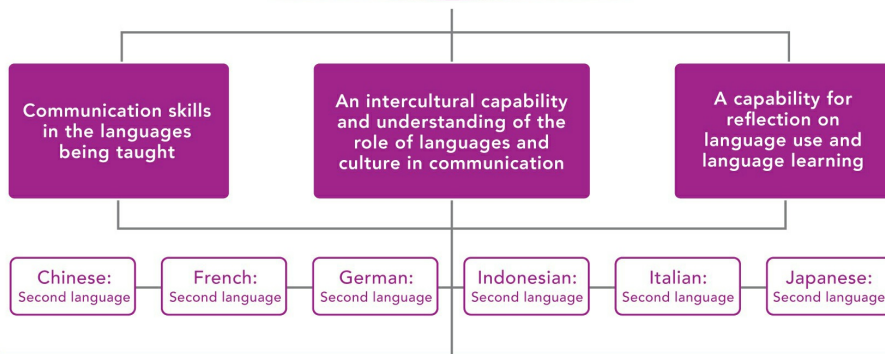 Communication skills
in the languages
being taught
An intercultural capability
and understanding of the
role of languages and
culture in communication
A capability for
reflection on
language use and
language learning
Chinese:
Second language
French:
Second language
German:
Second language
Indonesian:
Second language
Italian:
Second language
Japanese:
Second language